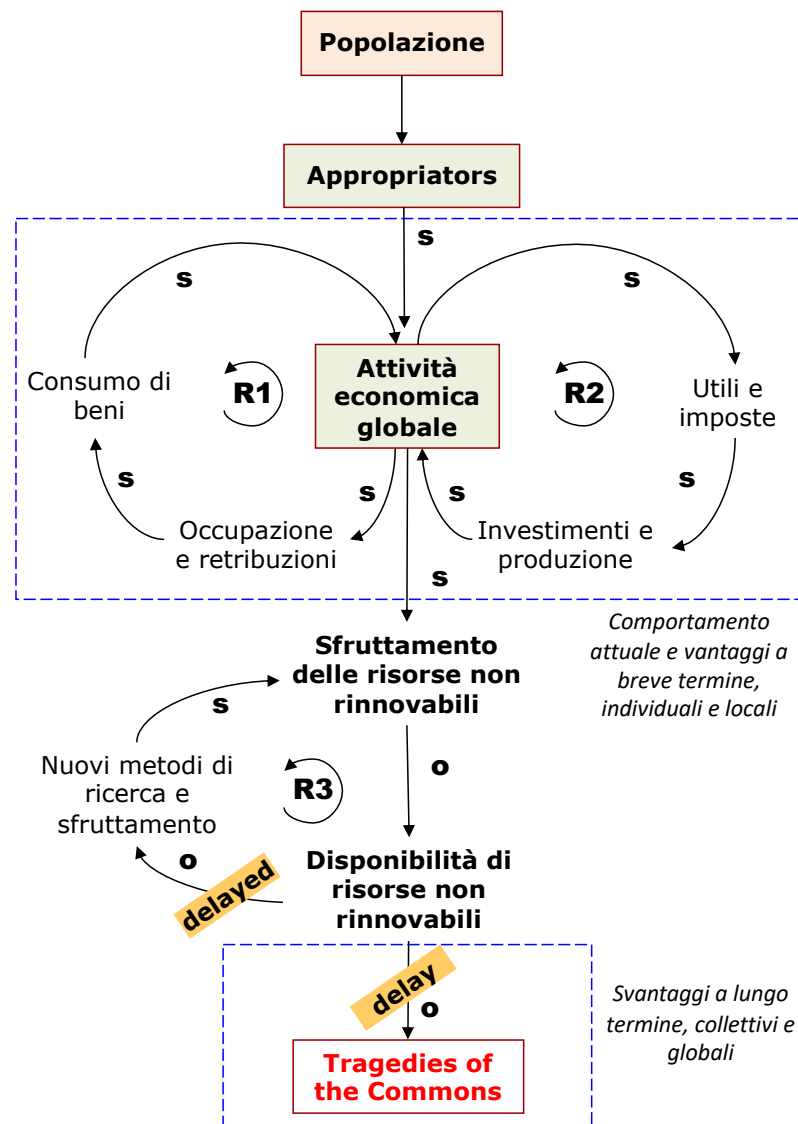 Popolazione
Appropriators
s
s
s
Consumo di
beni
R1
Attività
economica
globale
R2
Utili e
imposte
s
s
s
s
Occupazione
e retribuzioni
Investimenti e
produzione
s
Comportamento
attuale e vantaggi a
breve termine,
individuali e locali
Sfruttamento
delle risorse non
rinnovabili
s
Nuovi metodi di
ricerca e
sfruttamento
R3
o
o
delayed
Disponibilità di
risorse non
rinnovabili
delay
o
Svantaggi a lungo
termine, collettivi e
globali
Tragedies of
the Commons